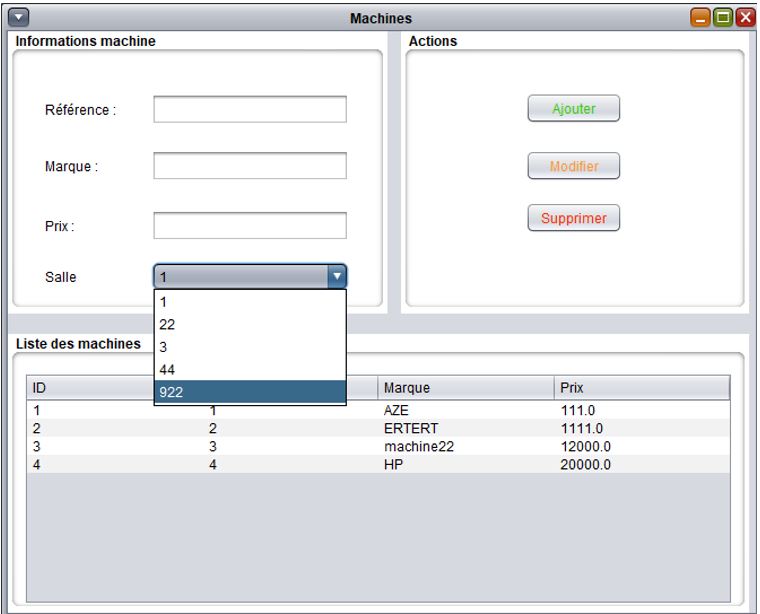 Machines
Informations machine
Actions
Référence :
Ajouter
Marque :
Modifier
Prix :
Supprimer
Salle
1
1
22
3
44
922
Liste des machines
ID Marque Prix
1 1 AZE 111.0
2 2 ERTERT 1111.0
3 3 machine22 12000.0
4 4 HP 20000.0